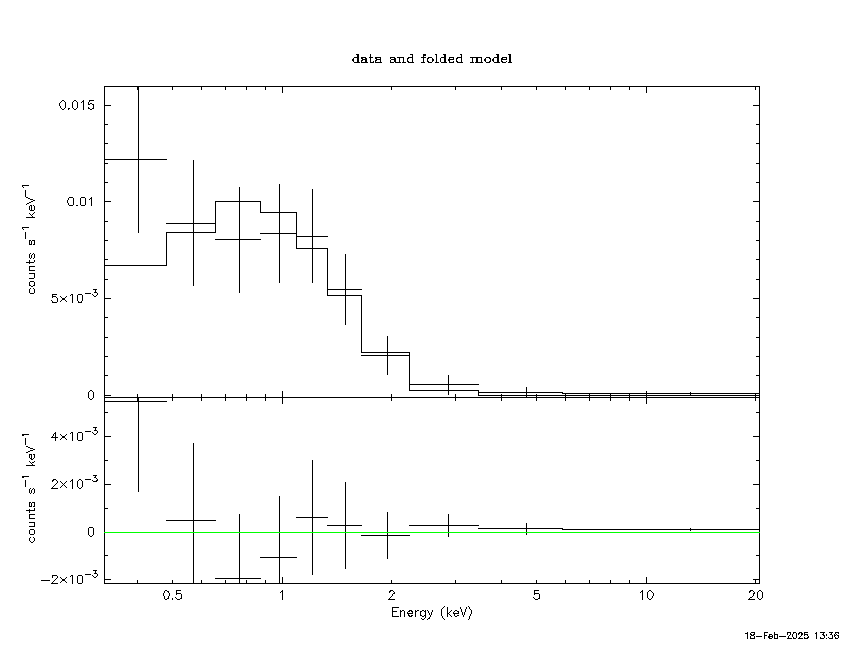 data and folded model
0.015
0.01
5×10⁻³
0
counts s⁻¹ keV⁻¹
4×10⁻³
2×10⁻³
0
−2×10⁻³
counts s⁻¹ keV⁻¹
0.5 1 2 5 10 20
Energy (keV)
18−Feb−2025 13:36